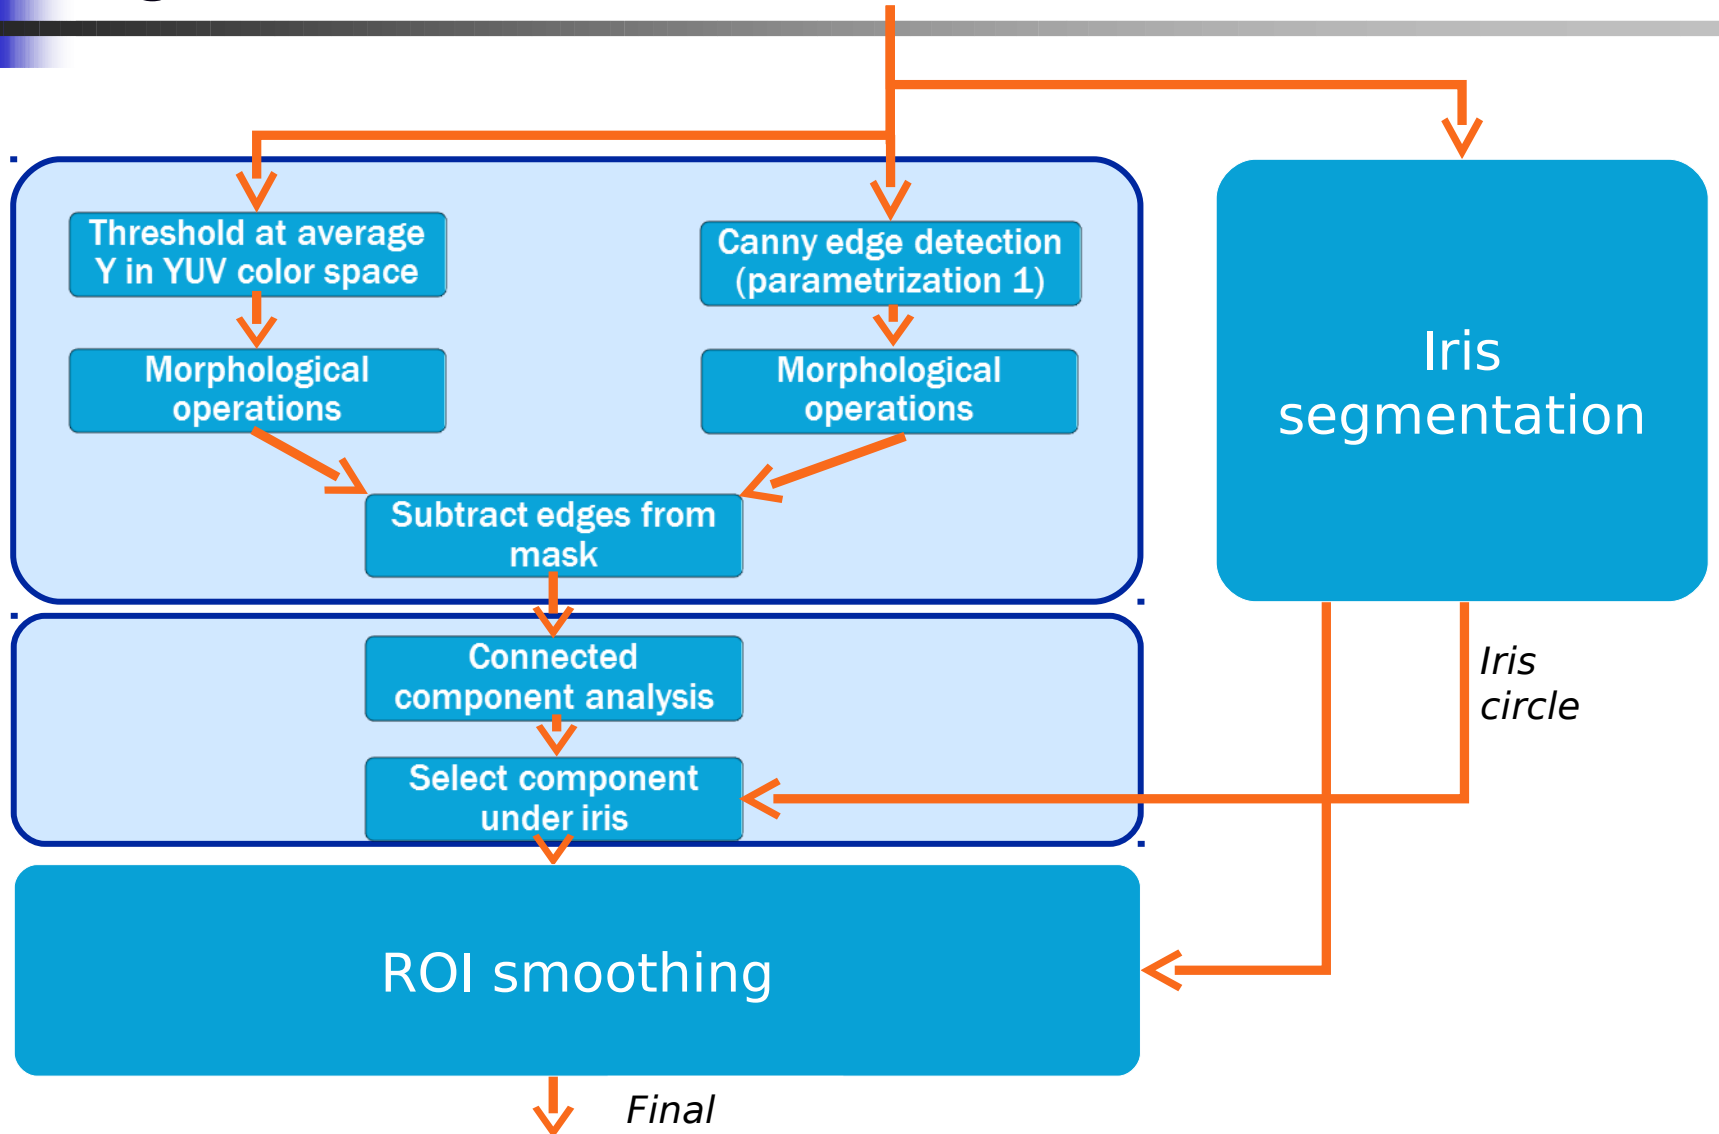 Threshold at average
Y in YUV color space
Canny edge detection
(parametrization 1)
Morphological
operations
Morphological
operations
Subtract edges from
mask
Iris
segmentation
Connected
component analysis
Select component
under iris
Iris
circle
ROI smoothing
Final